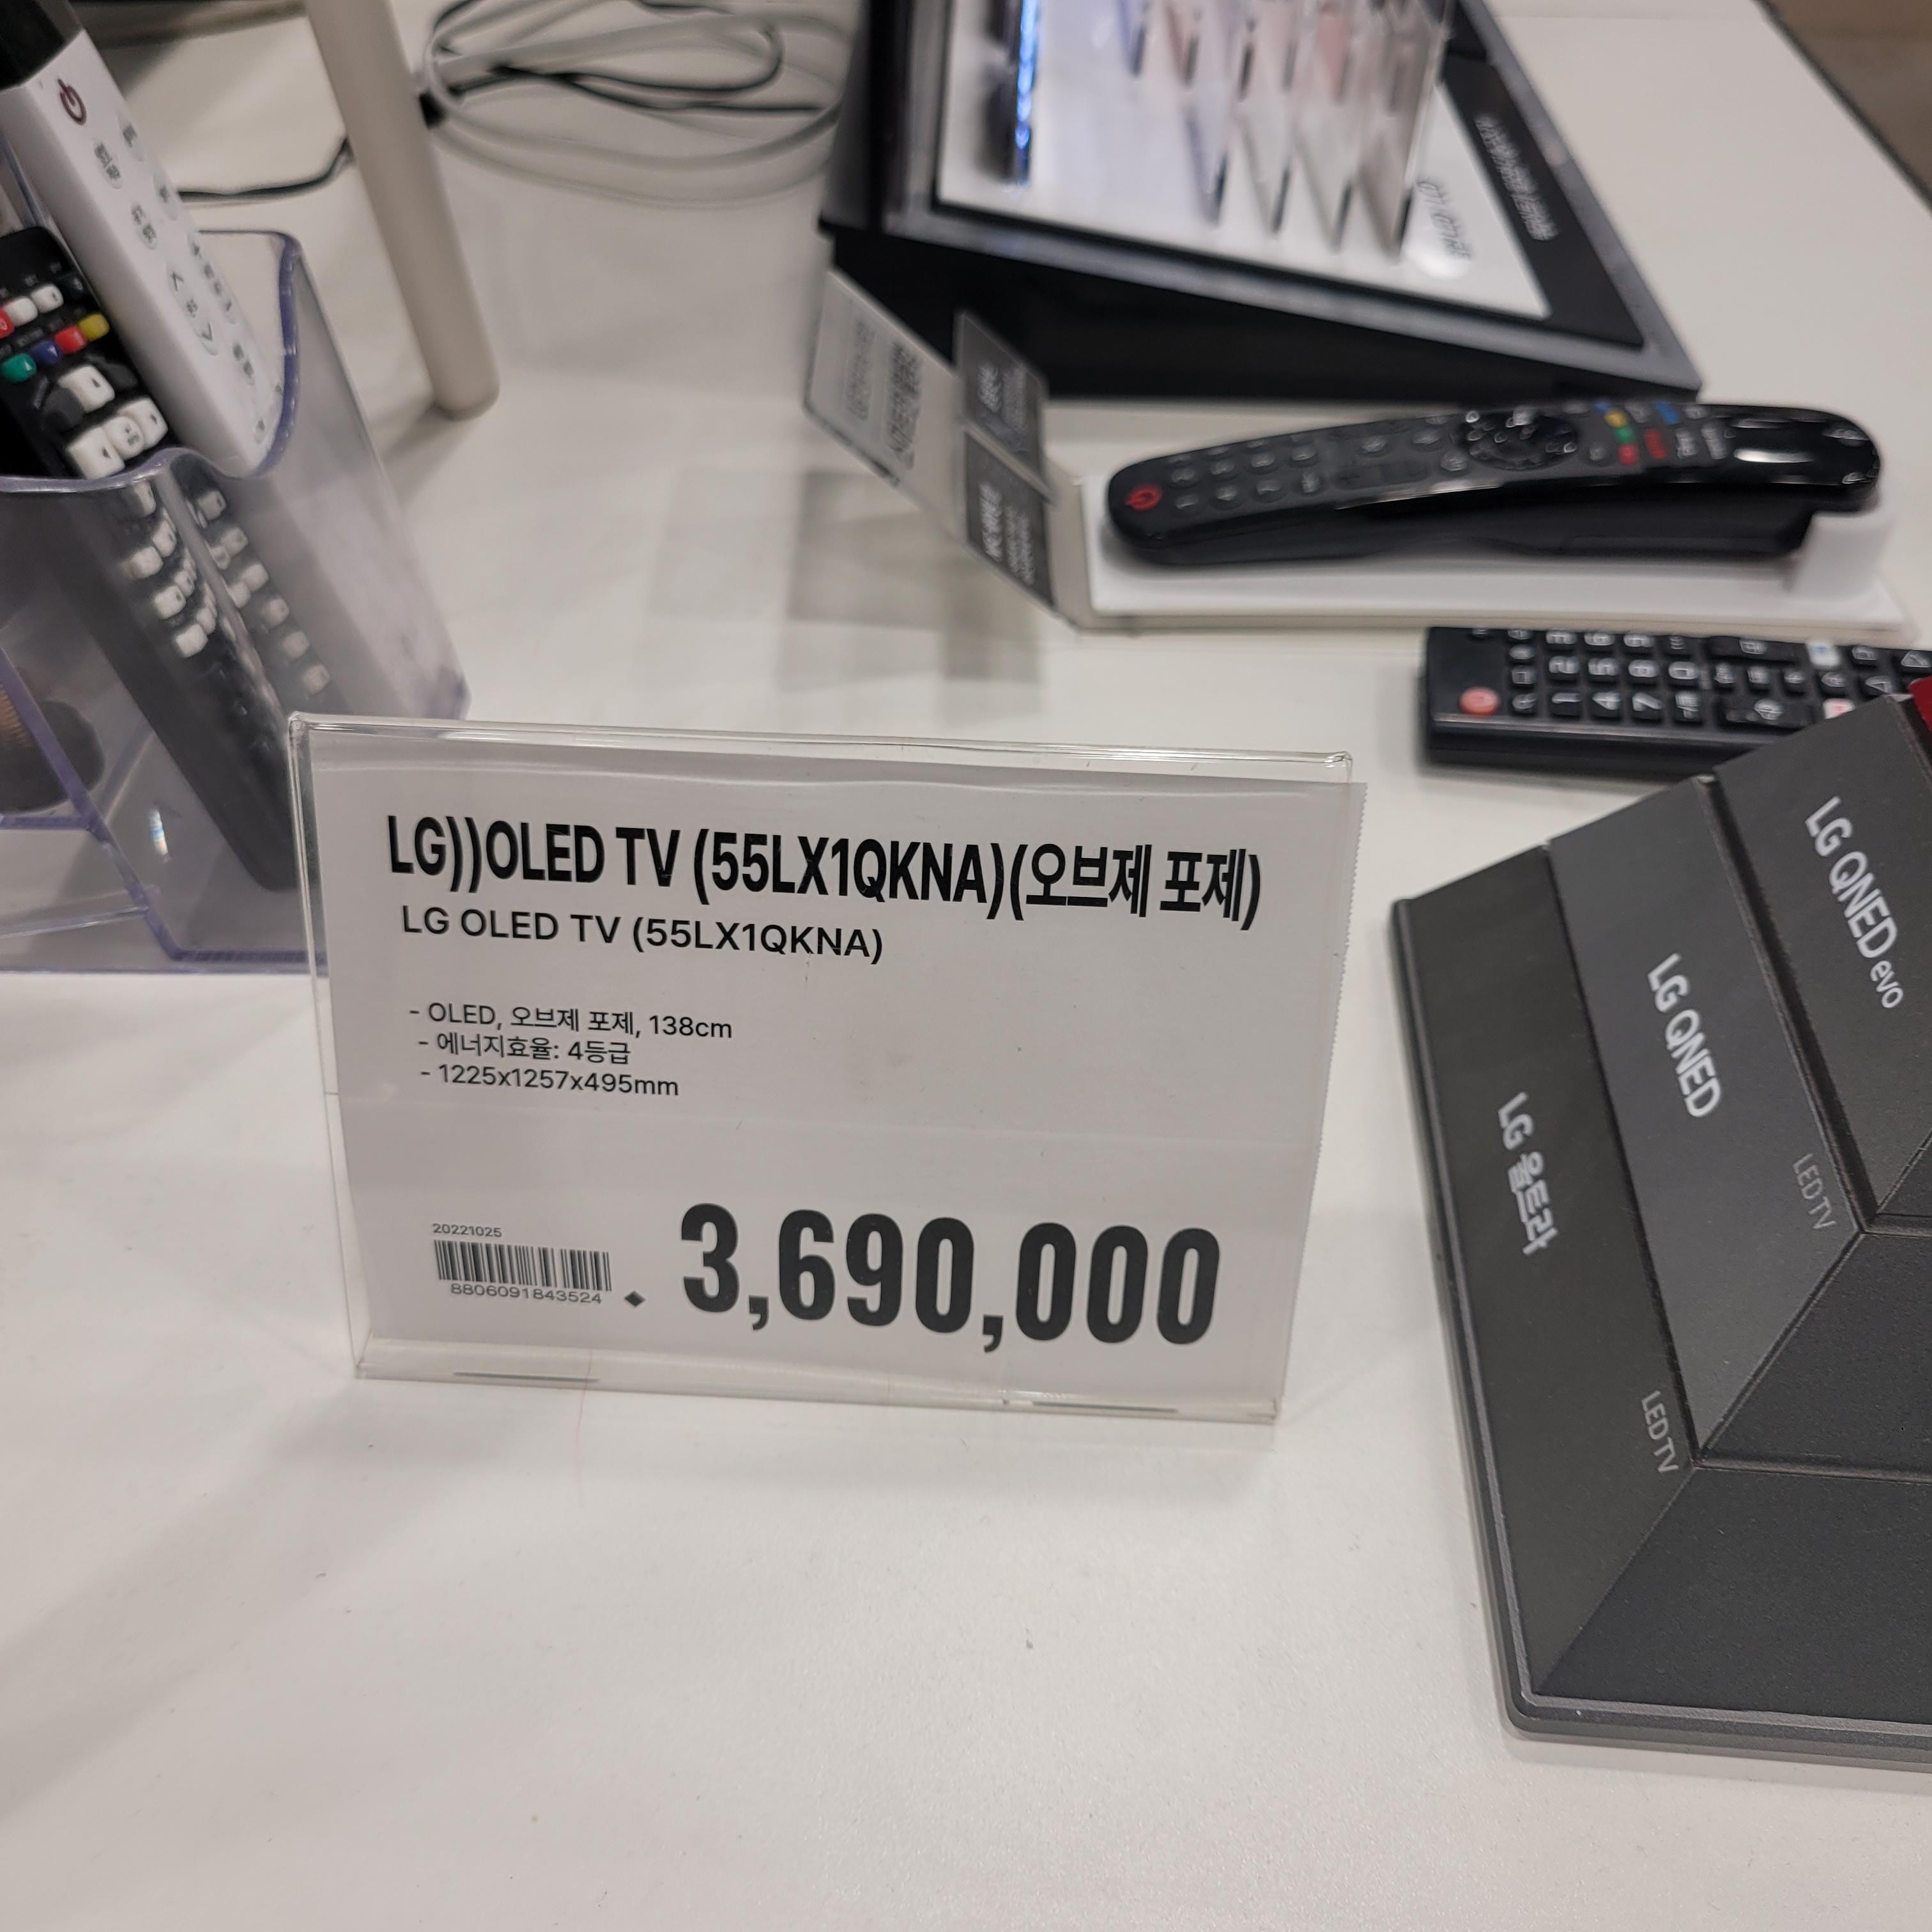 LG))OLED TV (55LX1QKNA)(오브제 포제)
LG OLED TV (55LX1QKNA)
- OLED, 오브제 포제, 138cm
- 에너지효율: 4등급
- 1225x1257x495mm
20221025
8806091843524
3,690,000
LG QNED evo
LG QNED
LED TV
LG 울트라
LED TV